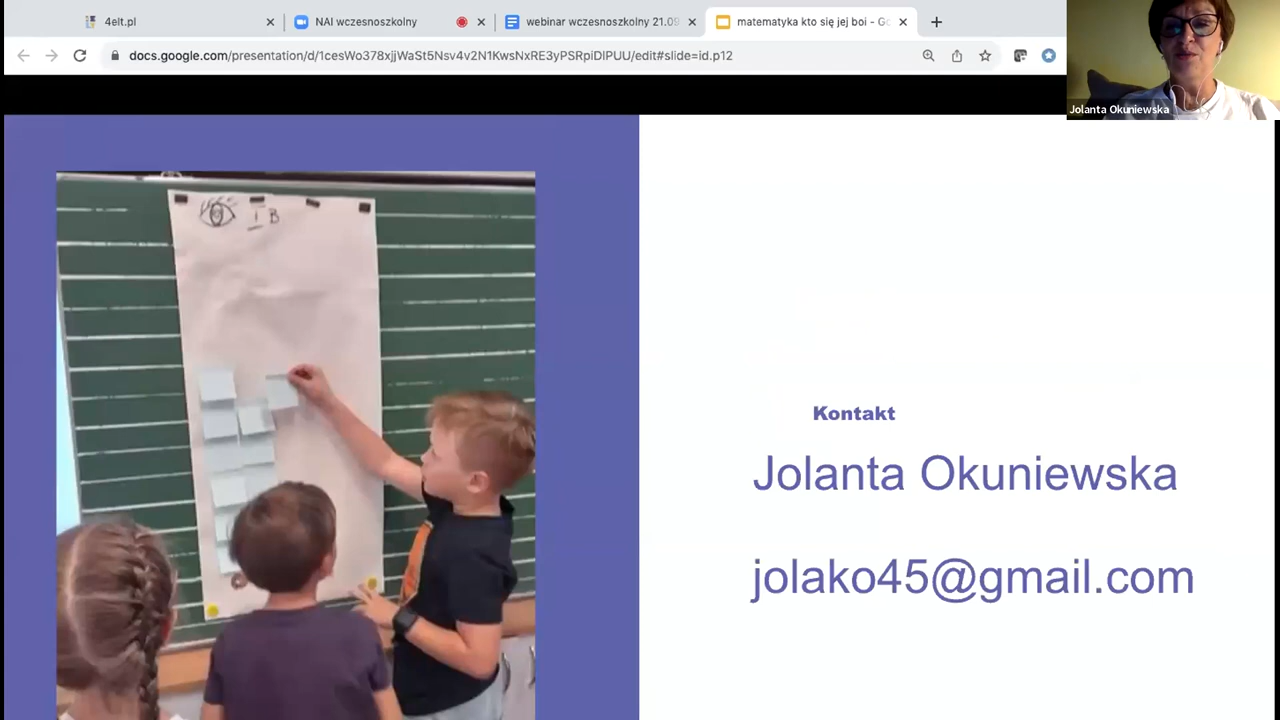 4elt.pl
NAI wczesnoszkolny
webinar wczesnoszkolny 21.09
matematyka kto się jej boi - Go
docs.google.com/presentation/d/1cesWo378xjjWaSt5Nsv4v2N1KwsNxRE3yPSRpiDlPUU/edit#slide=id.p12
Jolanta Okuniewska
I B
Kontakt
Jolanta Okuniewska
jolako45@gmail.com